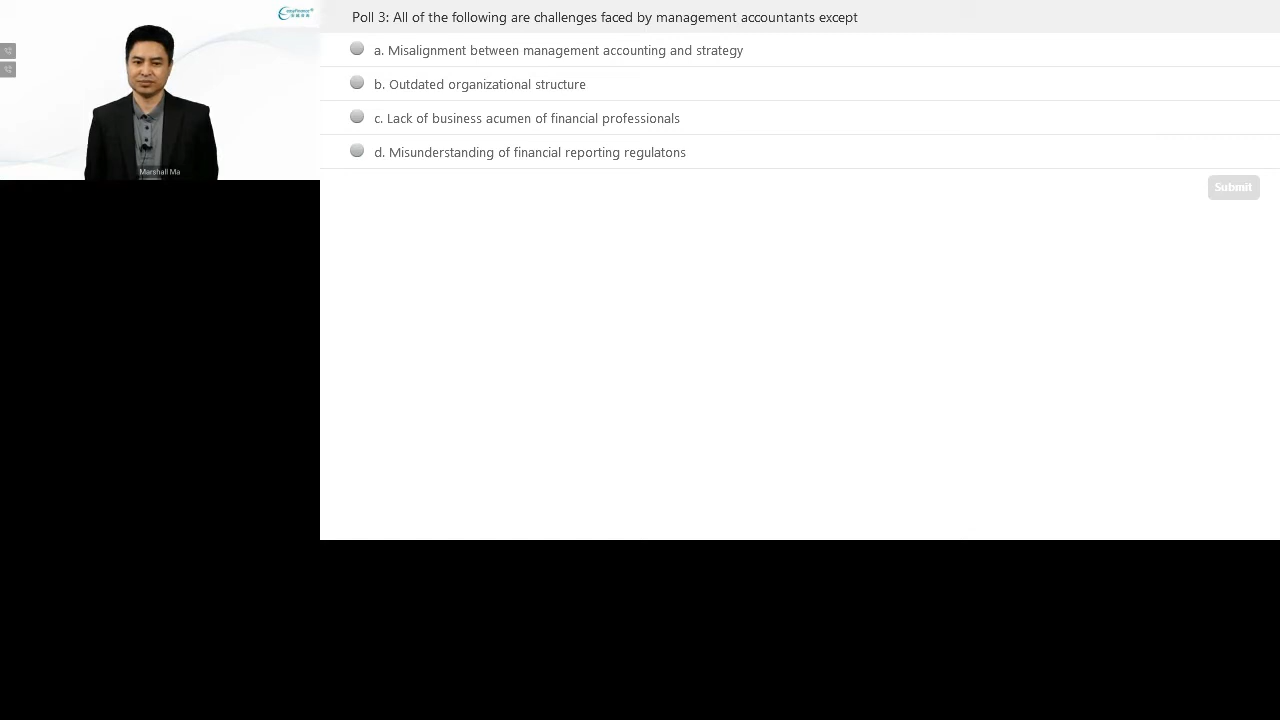 Poll 3: All of the following are challenges faced by management accountants except
a. Misalignment between management accounting and strategy
b. Outdated organizational structure
c. Lack of business acumen of financial professionals
d. Misunderstanding of financial reporting regulatons
Submit
Marshall Ma